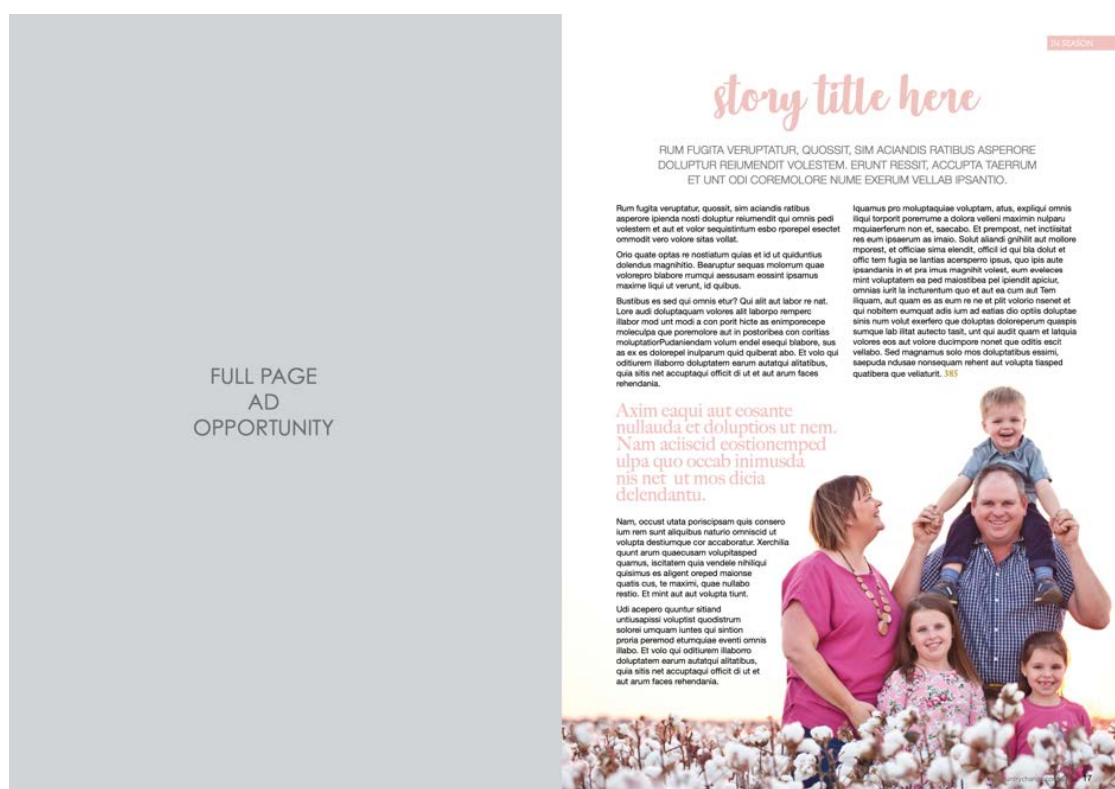 FULL PAGE
AD
OPPORTUNITY
IN SEASON
story title here
RUM FUGITA VERUPTATUR, QUOSSIT, SIM ACIANDIS RATIBUS ASPERORE
DOLUPTUR REIUMENDIT VOLESTEM. ERUNT RESSIT, ACCUPTA TAERRUM
ET UNT ODI COREMOLORE NUME EXERUM VELLAB IPSANTIO.
Rum fugita veruptatur, quossit, sim aciandis ratibus
asperore ipienda nosti doluptur reiumendit qui omnis pedi
volestem et aut et volor sequistintum esbo rporepel esectet
ommodit vero volore sitas vollat.
Orio quate optas re nostiatum quias et id ut quiduntius
dolendus magnihitio. Bearuptur sequas molorrum quae
volorepro blabore rrumqui aessusam eossint ipsamus
maxime liqui ut verunt, id quibus.
Bustibus es sed qui omnis etur? Qui alit aut labor re nat.
Lore audi doluptaquam volores alit laborpo remperc
illabor mod unt modi a con porit hicte as enimporecepe
moleculpa que poremolore aut in postoribea con coritias
moluptatiorPudaniendam volum endel esequi blabore, sus
as ex es dolorepel inulparum quid quiberat abo. Et volo qui
oditiurem illaborro doluptatem earum autatqui alitatibus,
quia sitis net accuptaqui officit di ut et aut arum faces
rehendania.
Axim eaqui aut eosante
nullauda et doluptios ut nem.
Nam aciiscid eostionemped
ulpa quo occab inimusda
nis net ut mos dicia
delendantu.
Nam, occust utata poriscipsam quis consero
ium rem sunt aliquibus naturio omniscid ut
volupta destiumque cor accaboratur. Xerchilia
quunt arum quaecusam volupitasped
quamus, iscitatem quia vendele nihiliqui
quisimus es aligent oreped maionse
quatis cus, te maximi, quae nullabo
restio. Et mint aut aut volupta tiunt.
Udi acepero quuntur sitiand
untiusapissi voluptist quodistrum
solorei umquam iuntes qui sintion
proria peremod etumquiae eventi omnis
illabo. Et volo qui oditiurem illaborro
doluptatem earum autatqui alitatibus,
quia sitis net accuptaqui officit di ut et
aut arum faces rehendania.
Iquamus pro moluptaquiae voluptam, atus, expliqui omnis
iliqui torporit porerrume a dolora velleni maximin nulparu
mquiaerferum non et, saecabo. Et prempost, net inctiisitat
res eum ipsaerum as imaio. Solut aliandi gnihilit aut mollore
mporest, et officiae sima elendit, officil id qui bla dolut et
offic tem fugia se lantias acersperro ipsus, quo ipis aute
ipsandanis in et pra imus magnihit volest, eum eveleces
mint voluptatem ea ped maiostibea pel ipiendit apiciur,
omnias iurit la incturentum quo et aut ea cum aut Tem
iliquam, aut quam es as eum re ne et plit volorio nsenet et
qui nobitem eumquat adis ium ad eatias dio optiis doluptae
sinis num volut exerfero que doluptas doloreperum quaspis
sumque lab illitat autecto tasit, unt qui audit quam et latquia
volores eos aut volore ducimpore nonet que oditis escit
vellabo. Sed magnamus solo mos doluptatibus essimi,
saepuda ndusae nonsequam rehent aut volupta tiasped
quatibera que veliaturit. 385
17